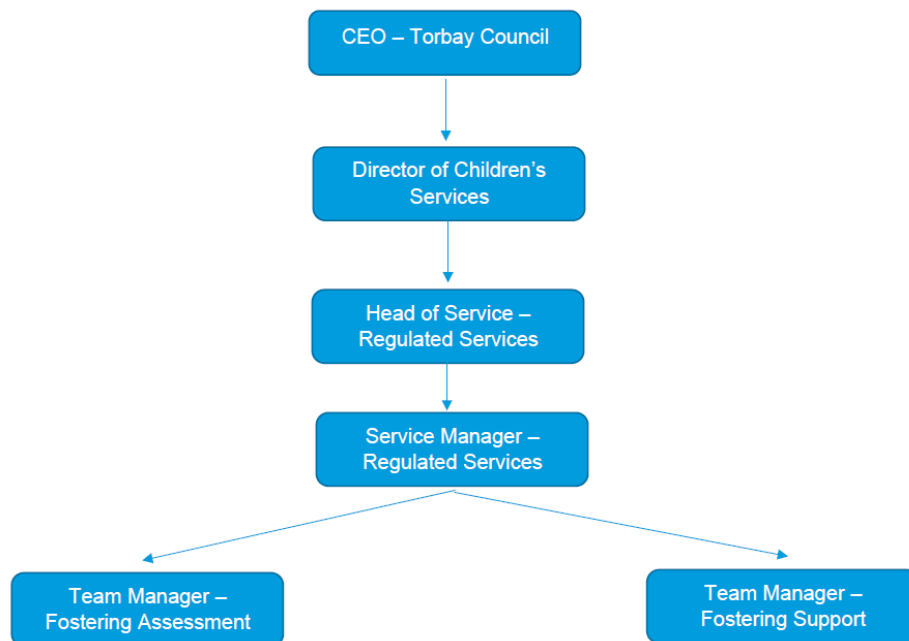 CEO – Torbay Council
Director of Children's
Services
Head of Service –
Regulated Services
Service Manager –
Regulated Services
Team Manager –
Fostering Assessment
Team Manager –
Fostering Support